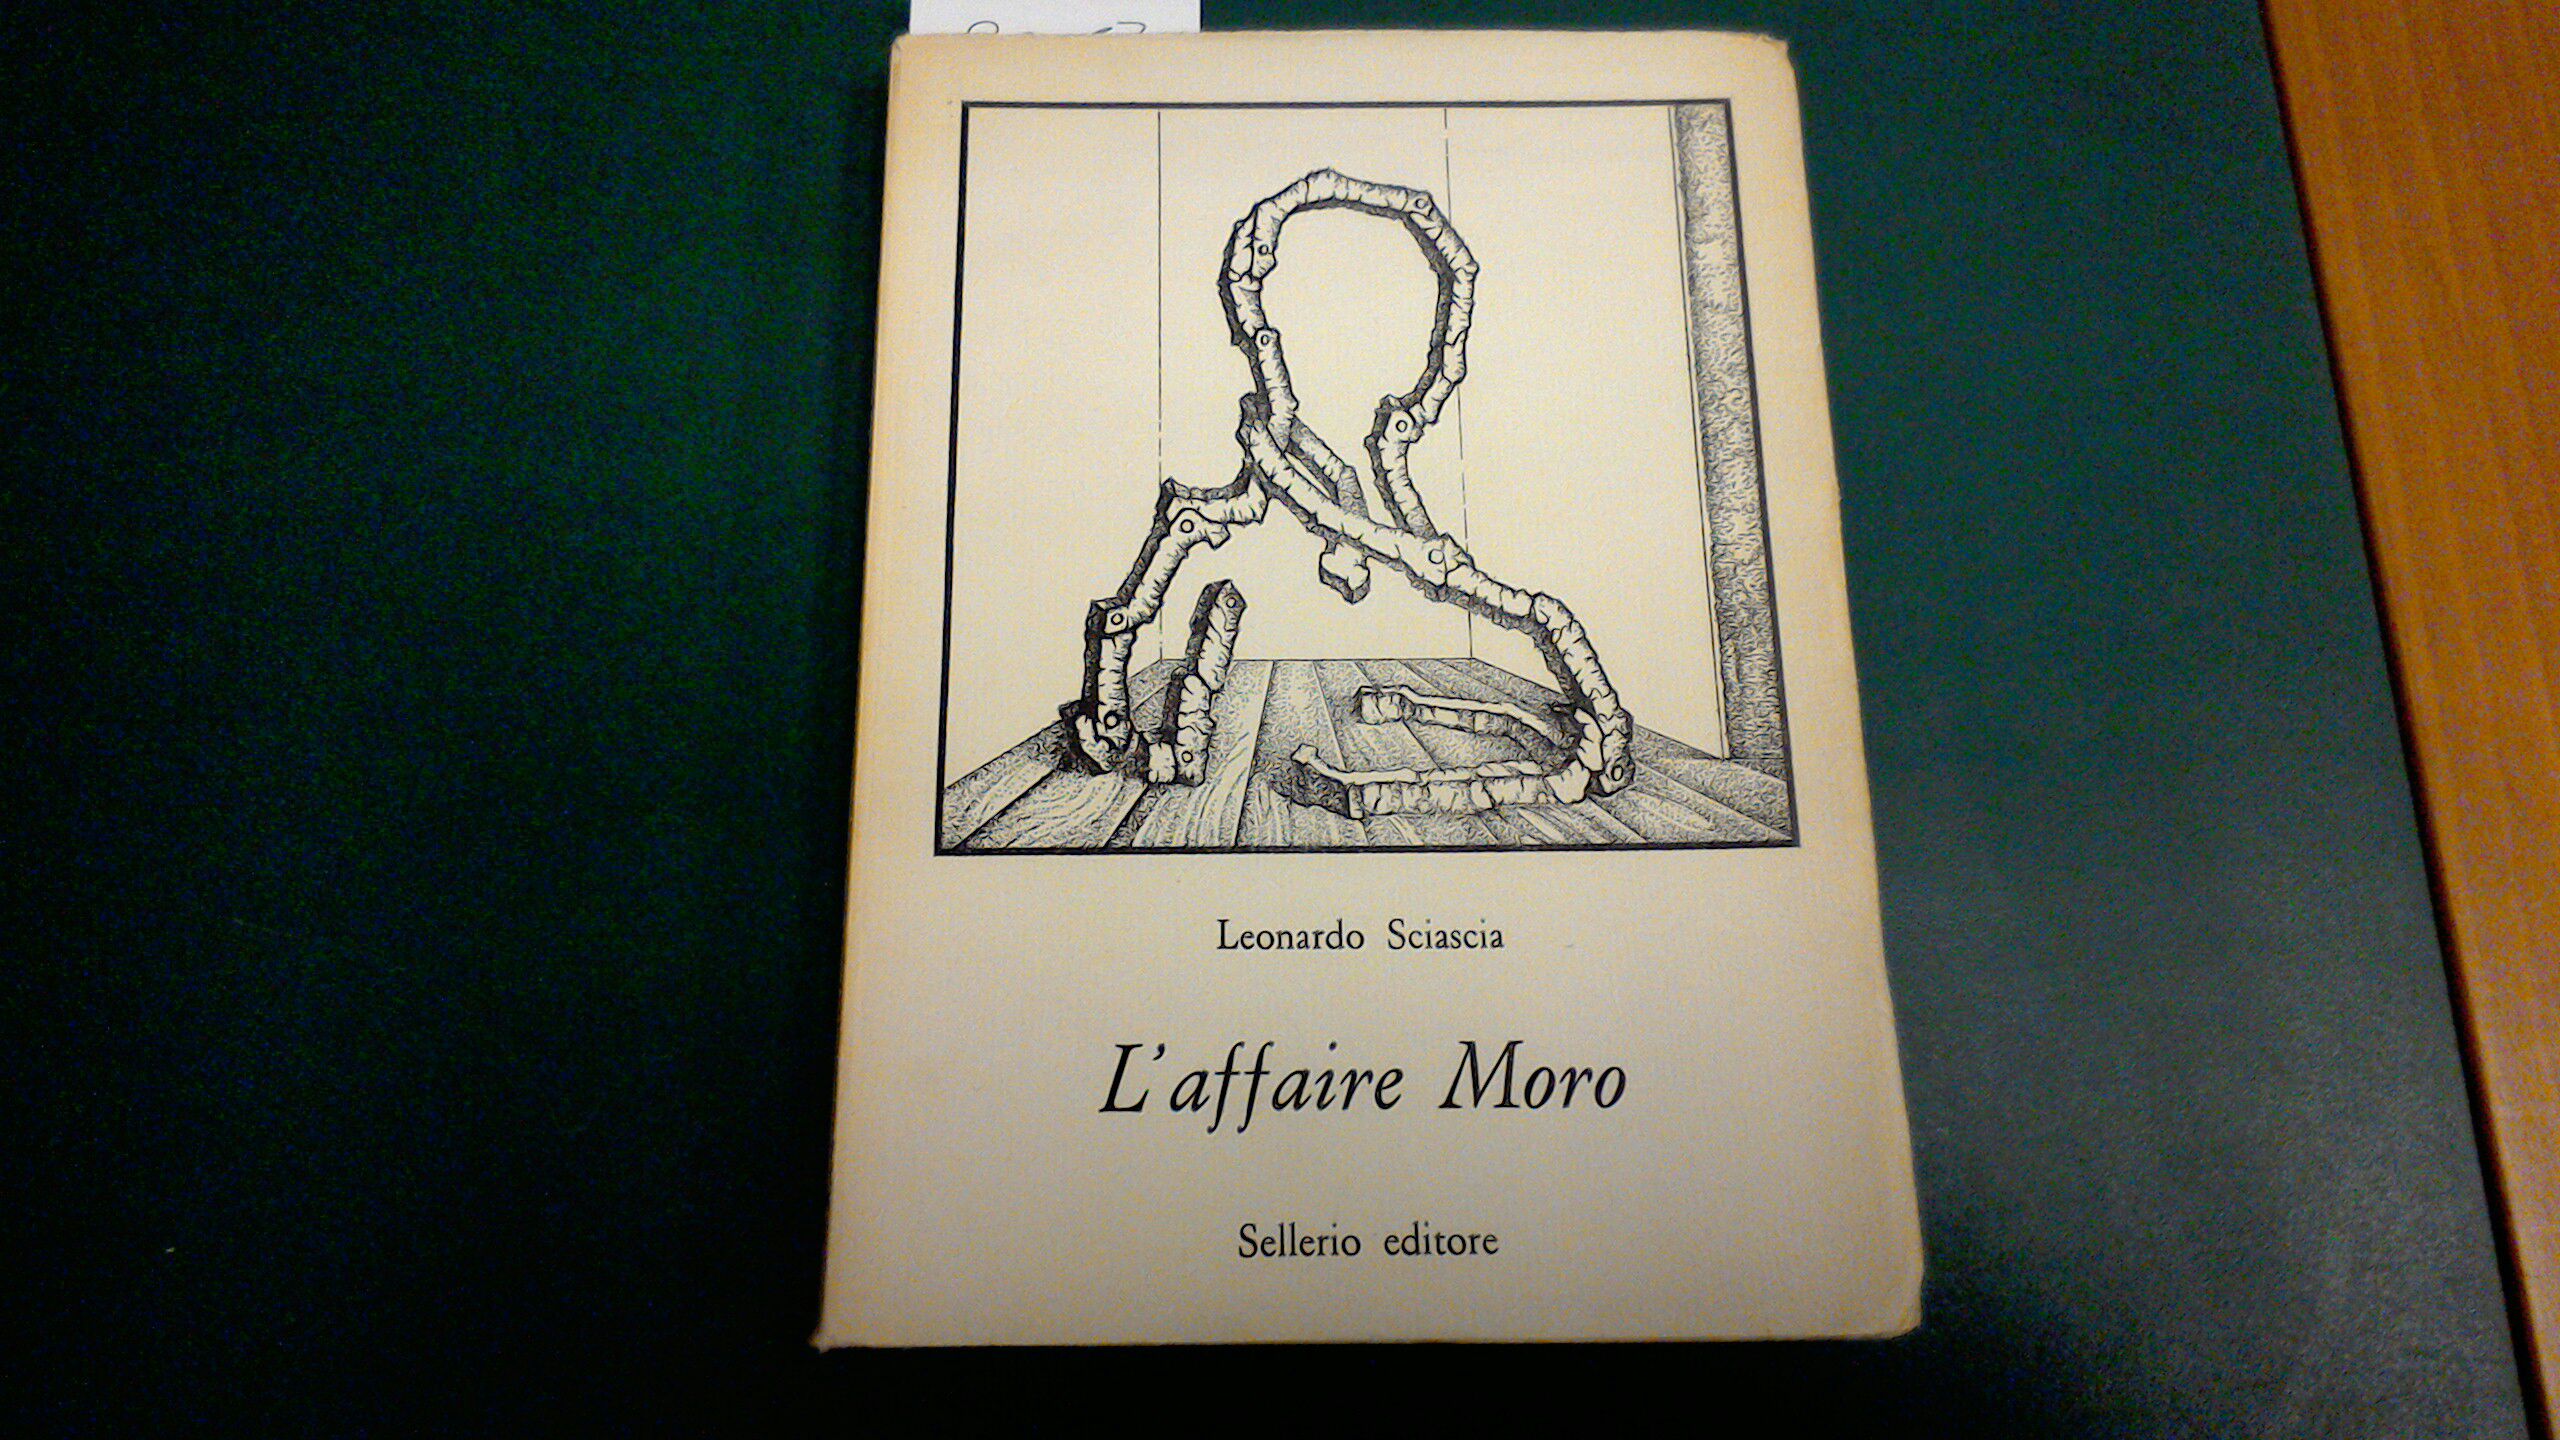 Leonardo Sciascia
L'affaire Moro
Sellerio editore